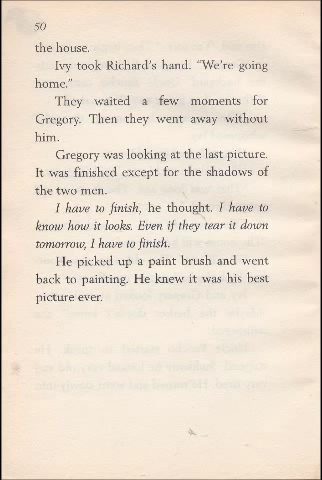 50
the house.
Ivy took Richard's hand. "We're going
home."
They waited a few moments for
Gregory. Then they went away without
him.
Gregory was looking at the last picture.
It was finished except for the shadows of
the two men.
I have to finish, he thought. I have to
know how it looks. Even if they tear it down
tomorrow, I have to finish.
He picked up a paint brush and went
back to painting. He knew it was his best
picture ever.